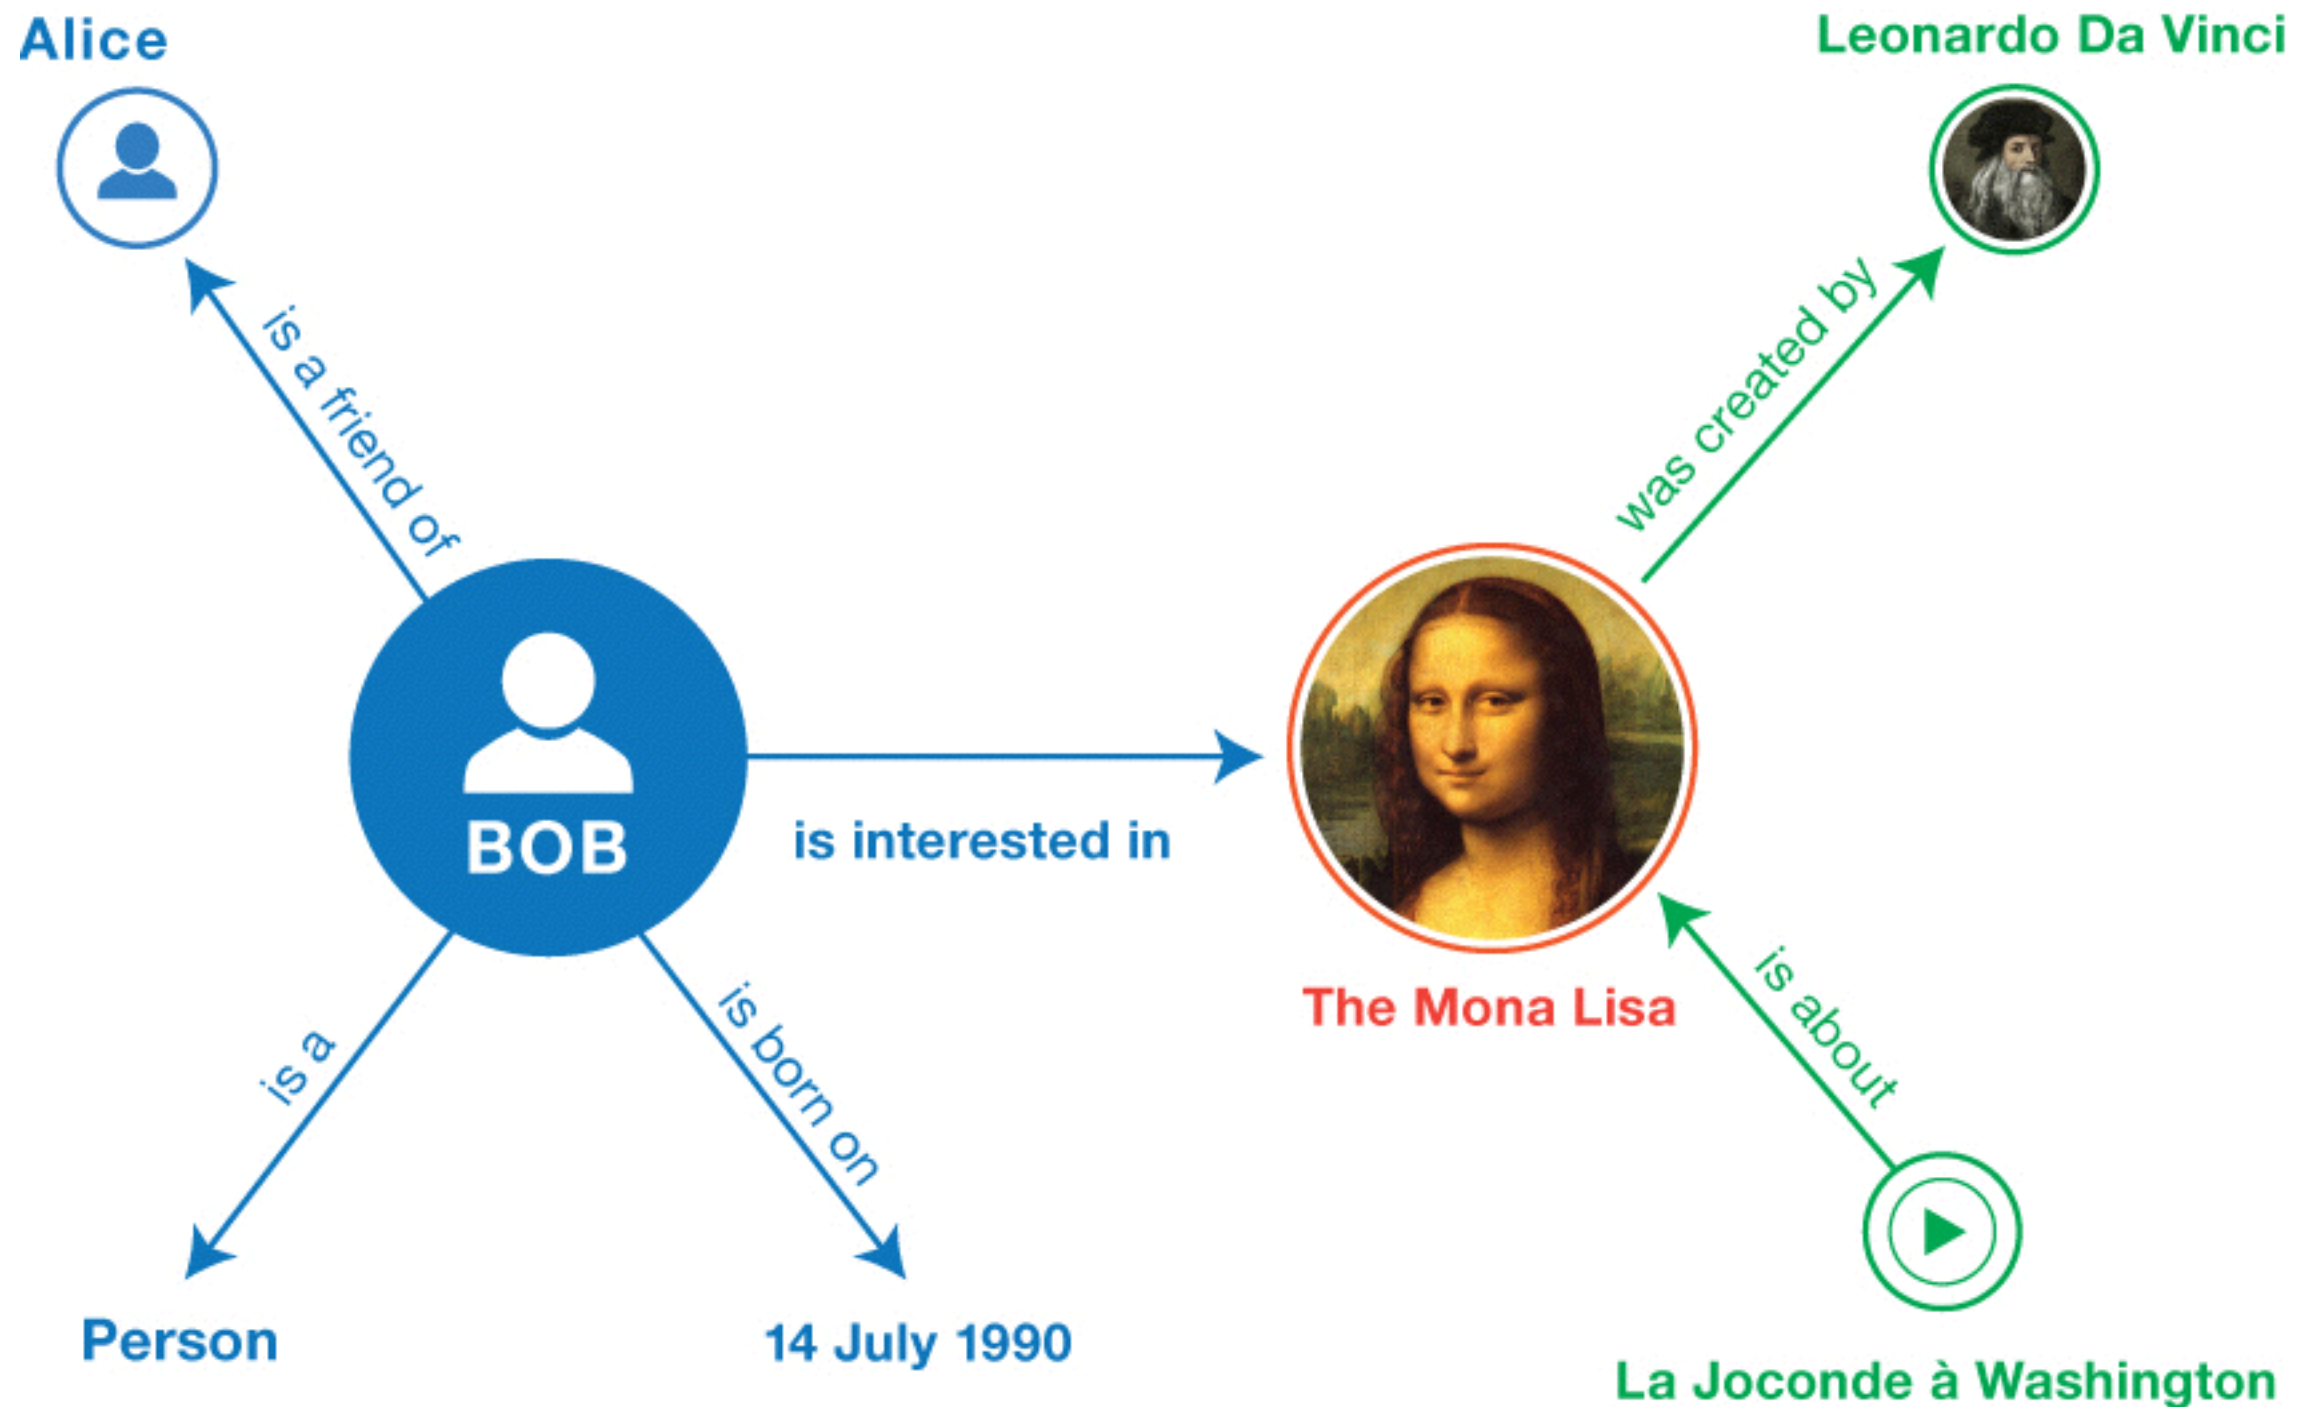 Alice
Leonardo Da Vinci
is a friend of
was created by
BOB
is interested in
The Mona Lisa
is a
is born on
is about
Person
14 July 1990
La Joconde à Washington